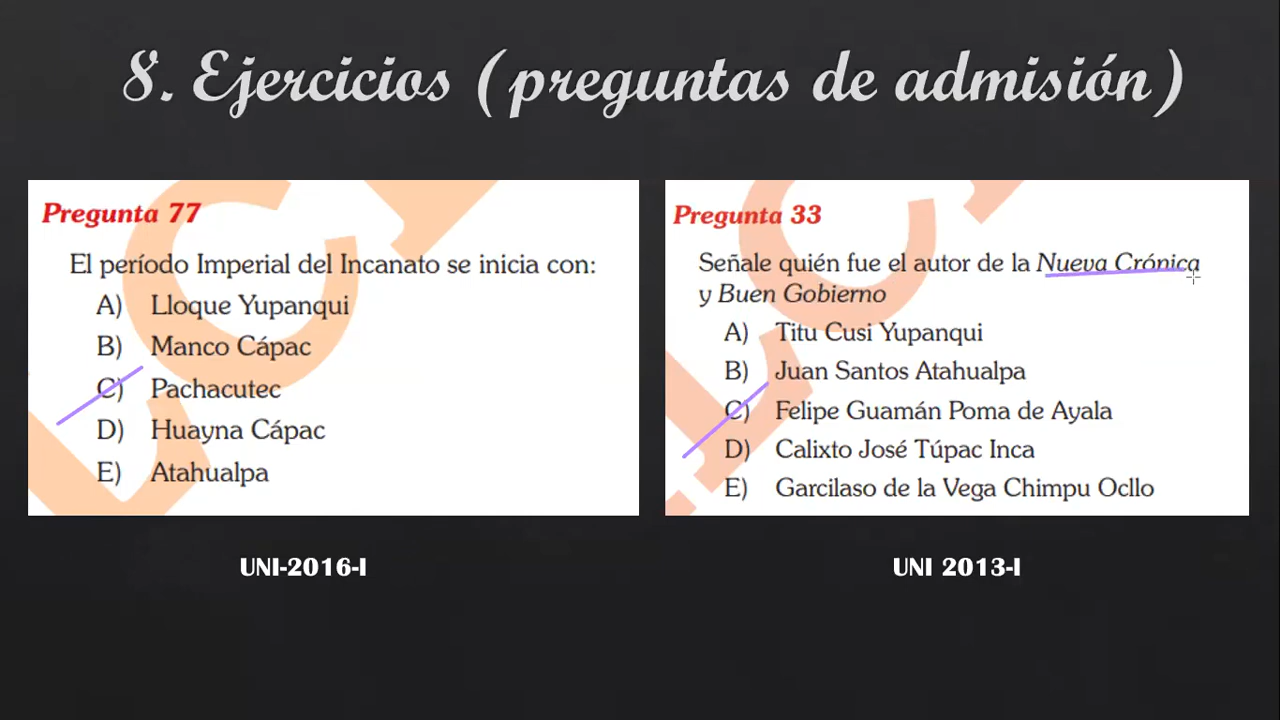 8. Ejercicios (preguntas de admisión)
Pregunta 77
El período Imperial del Incanato se inicia con:
A) Lloque Yupanqui
B) Manco Cápac
C) Pachacutec
D) Huayna Cápac
E) Atahualpa
UNI-2016-I
Pregunta 33
Señale quién fue el autor de la Nueva Crónica
y Buen Gobierno
A) Titu Cusi Yupanqui
B) Juan Santos Atahualpa
C) Felipe Guamán Poma de Ayala
D) Calixto José Túpac Inca
E) Garcilaso de la Vega Chimpu Ocllo
UNI 2013-I